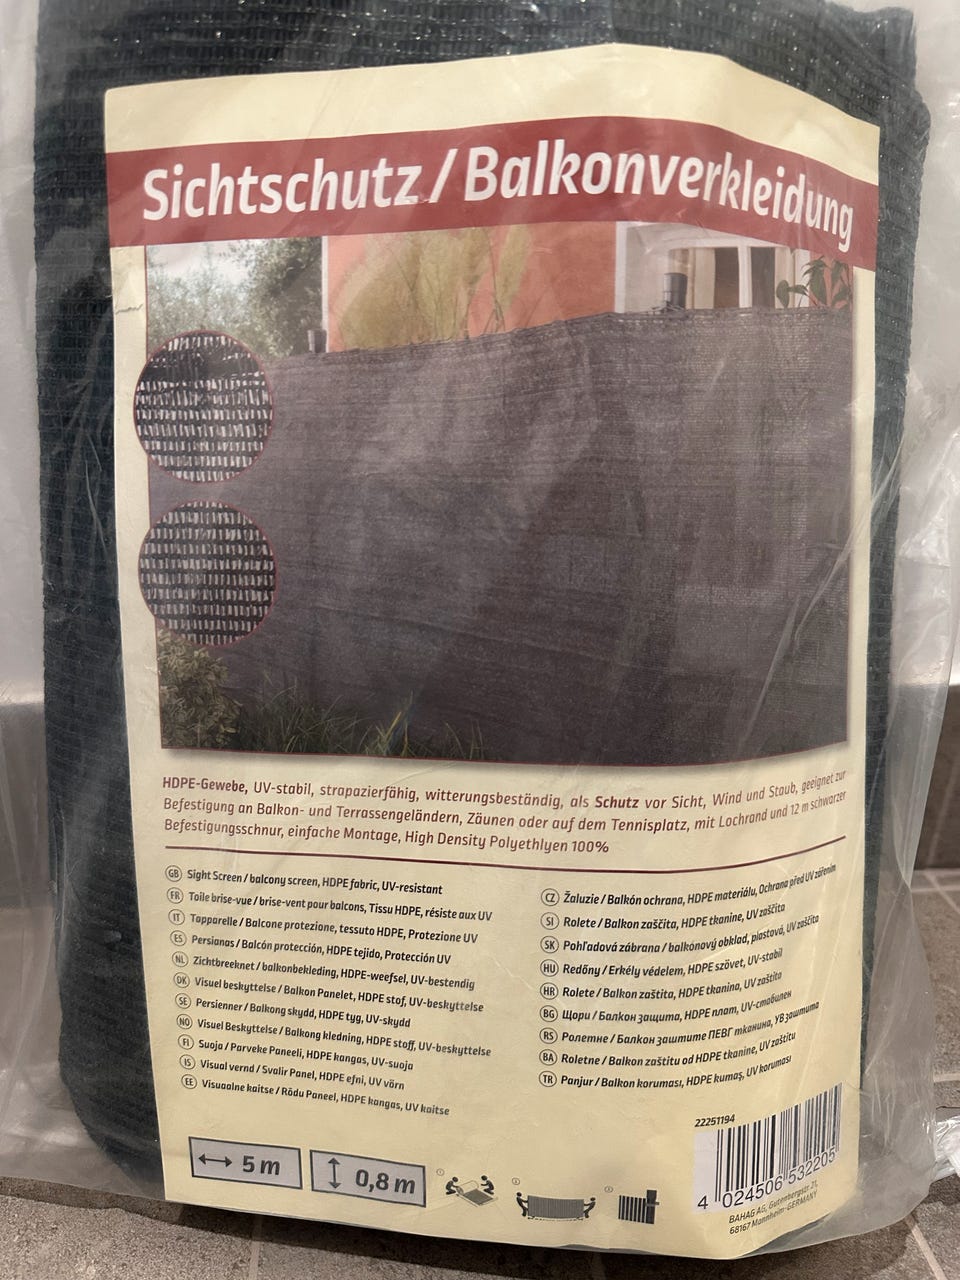 Sichtschutz / Balkonverkleidung
HDPE-Gewebe, UV-stabil, strapazierfähig, witterungsbeständig, als Schutz vor Sicht, Wind und Staub, geeignet zur
Befestigung an Balkon- und Terrassengeländern, Zäunen oder auf dem Tennisplatz, mit Lochrand und 12 m schwarzer
Befestigungsschnur, einfache Montage, High Density Polyethlyen 100%
GB Sight Screen / balcony screen, HDPE fabric, UV-resistant
FR Toile brise-vue / brise-vent pour balcons, Tissu HDPE, résiste aux UV
IT Tapparelle / Balcone protezione, tessuto HDPE, Protezione UV
ES Persianas / Balcón protección, HDPE tejido, Protección UV
NL Zichtbreeknet / balkonbekleding, HDPE-weefsel, UV-bestendig
DK Visuel beskyttelse / Balkon Panelet, HDPE stof, UV-beskyttelse
SE Persienner / Balkong skydd, HDPE tyg, UV-skydd
NO Visuel Beskyttelse / Balkong kledning, HDPE stoff, UV-beskyttelse
FI Suoja / Parveke Paneeli, HDPE kangas, UV-suoja
IS Visual vernd / Svalir Panel, HDPE efni, UV vörn
EE Visuaalne kaitse / Rõdu Paneel, HDPE kangas, UV kaitse
CZ Žaluzie / Balkón ochrana, HDPE materiálu, Ochrana před UV zářením
SI Rolete / Balkon zaščita, HDPE tkanine, UV zaščita
SK Pohľadová zábrana / balkónový obklad, plastová, UV zaščita
HU Redőny / Erkély védelem, HDPE szövet, UV-stabil
HR Rolete / Balkon zaštita, HDPE tkanina, UV zaštita
BG Щори / Балкон защита, HDPE плат, UV-стабилен
RS Ролетне / Балкон заштите ПЕВГ тканина, УВ заштита
BA Roletne / Balkon zaštitu od HDPE tkanine, UV zaštitu
TR Panjur / Balkon koruması, HDPE kumaş, UV koruması
5 m
0,8 m
1
2
3
22251194
4 024506 532205
BAHAG AG, Gutenbergstr. 21,
68167 Mannheim-GERMANY